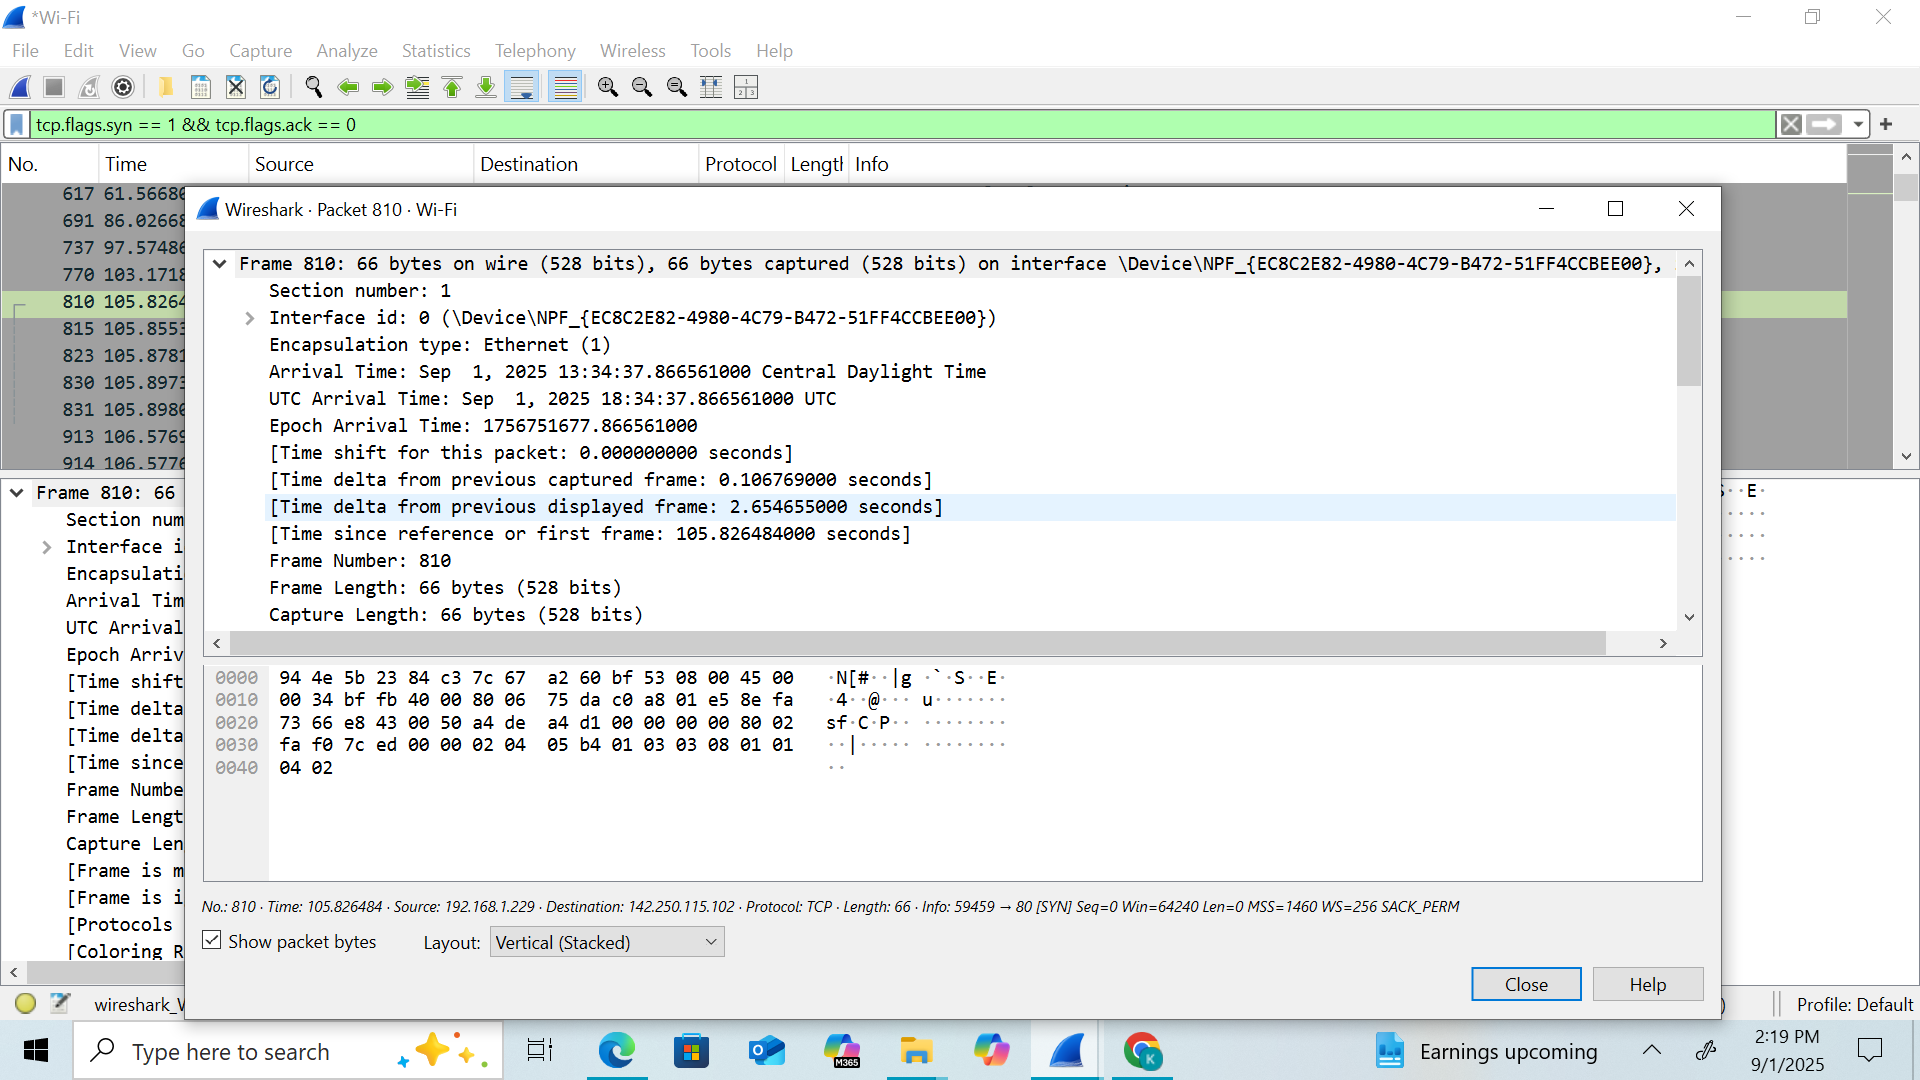 *Wi-Fi
File Edit View Go Capture Analyze Statistics Telephony Wireless Tools Help
tcp.flags.syn == 1 && tcp.flags.ack == 0
No. Time Source Destination Protocol Length Info
617 61.56680
691 86.02668
737 97.57486
770 103.1718
810 105.8264
815 105.8553
823 105.8781
830 105.8973
831 105.8980
913 106.5769
914 106.5776
Wireshark · Packet 810 · Wi-Fi
Frame 810: 66 bytes on wire (528 bits), 66 bytes captured (528 bits) on interface \Device\NPF_{EC8C2E82-4980-4C79-B472-51FF4CCBEE00},
Section number: 1
Interface id: 0 (\Device\NPF_{EC8C2E82-4980-4C79-B472-51FF4CCBEE00})
Encapsulation type: Ethernet (1)
Arrival Time: Sep  1, 2025 13:34:37.866561000 Central Daylight Time
UTC Arrival Time: Sep  1, 2025 18:34:37.866561000 UTC
Epoch Arrival Time: 1756751677.866561000
[Time shift for this packet: 0.000000000 seconds]
[Time delta from previous captured frame: 0.106769000 seconds]
[Time delta from previous displayed frame: 2.654655000 seconds]
[Time since reference or first frame: 105.826484000 seconds]
Frame Number: 810
Frame Length: 66 bytes (528 bits)
Capture Length: 66 bytes (528 bits)
0000 94 4e 5b 23 84 c3 7c 67 a2 60 bf 53 08 00 45 00 ·N[#··|g ·`·S··E·
0010 00 34 bf fb 40 00 80 06 75 da c0 a8 01 e5 8e fa ·4··@··· u·······
0020 73 66 e8 43 00 50 a4 de a4 d1 00 00 00 00 80 02 sf·C·P·· ········
0030 fa f0 7c ed 00 00 02 04 05 b4 01 03 03 08 01 01 ··|····· ········
0040 04 02 ··
No.: 810 · Time: 105.826484 · Source: 192.168.1.229 · Destination: 142.250.115.102 · Protocol: TCP · Length: 66 · Info: 59459 → 80 [SYN] Seq=0 Win=64240 Len=0 MSS=1460 WS=256 SACK_PERM
Show packet bytes Layout: Vertical (Stacked)
Close Help
Frame 810: 66
Section num
Interface i
Encapsulati
Arrival Tim
UTC Arrival
Epoch Arriv
[Time shift
[Time delta
[Time delta
[Time since
Frame Numbe
Frame Lengt
Capture Len
[Frame is m
[Frame is i
[Protocols
[Coloring R
··E·
····
····
····
wireshark_W
Profile: Default
Type here to search
M365
K
Earnings upcoming
2:19 PM
9/1/2025